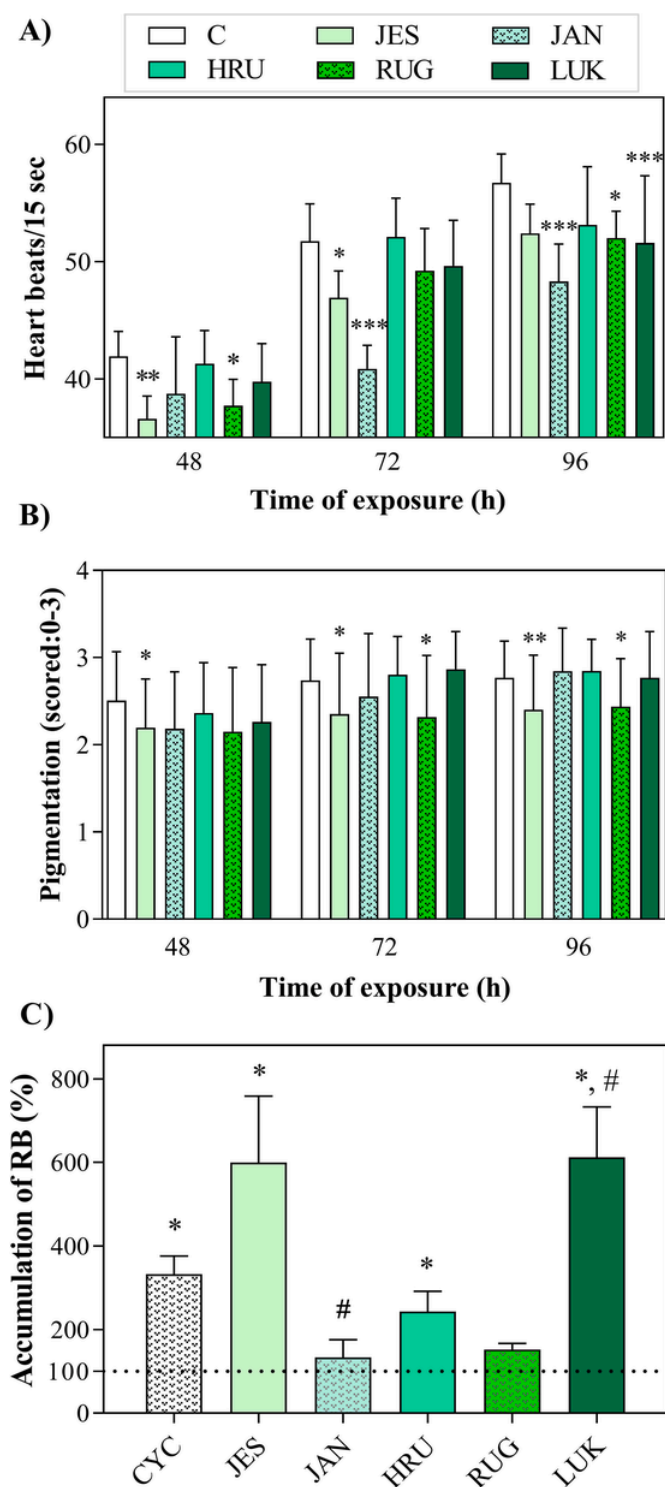 A)
C JES JAN
HRU RUG LUK
Heart beats/15 sec
60
50
40
** *
* ***
*** * ***
48 72 96
Time of exposure (h)
B)
Pigmentation (scored:0-3)
4
3
2
1
0
* * * ** *
48 72 96
Time of exposure (h)
C)
Accumulation of RB (%)
800
600
400
200
100
0
* * # * *, #
CYC JES JAN HRU RUG LUK